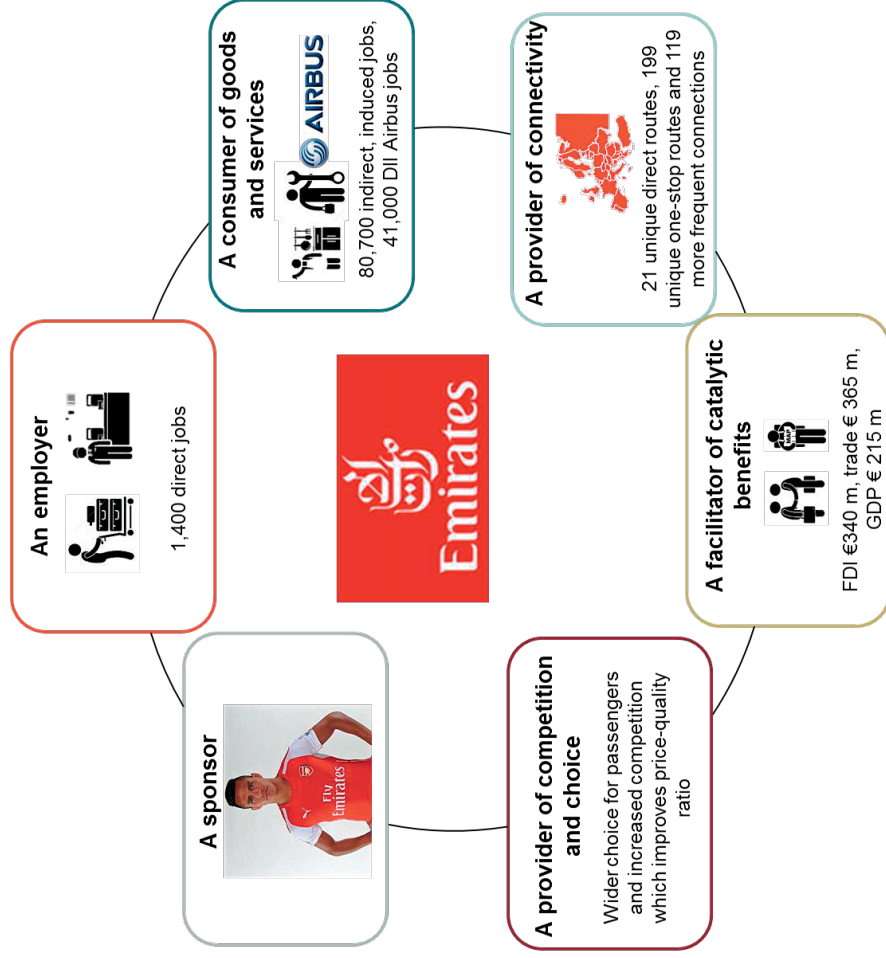 An employer
1,400 direct jobs
A consumer of goods
and services
AIRBUS
80,700 indirect, induced jobs,
41,000 DII Airbus jobs
A provider of connectivity
21 unique direct routes, 199
unique one-stop routes and 119
more frequent connections
A facilitator of catalytic
benefits
MAP
FDI €340 m, trade € 365 m,
GDP € 215 m
A provider of competition
and choice
Wider choice for passengers
and increased competition
which improves price-quality
ratio
A sponsor
Fly
Emirates
الإمارات
Emirates